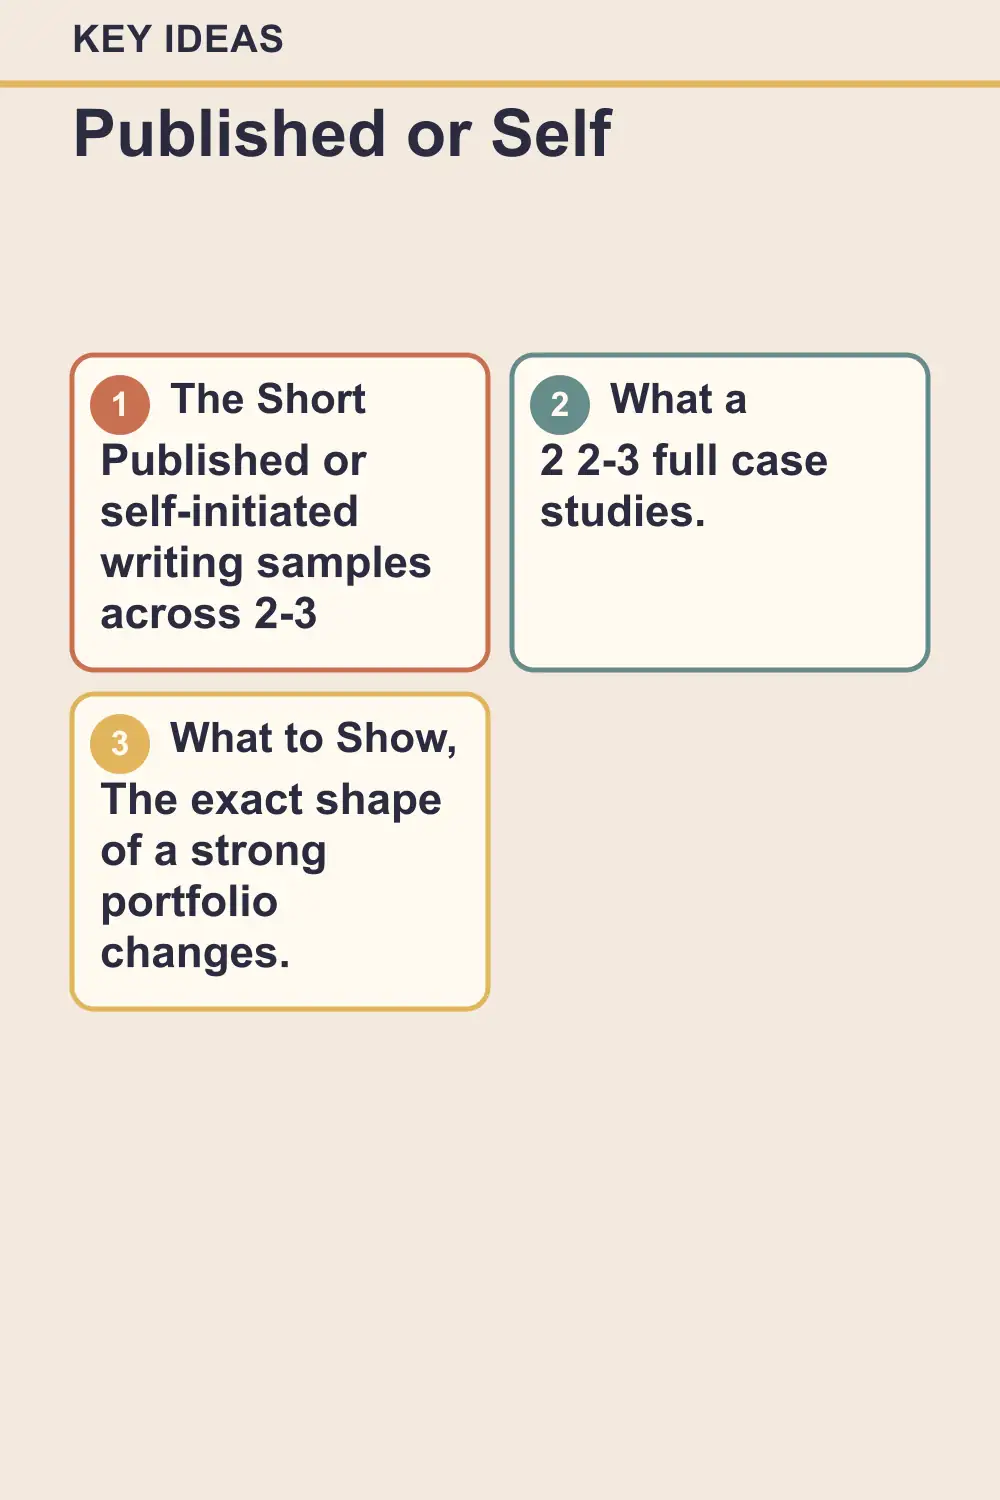 KEY IDEAS
Published or Self
1 The Short
Published or
self-initiated
writing samples
across 2-3
2 What a
2 2-3 full case
studies.
3 What to Show,
The exact shape
of a strong
portfolio
changes.